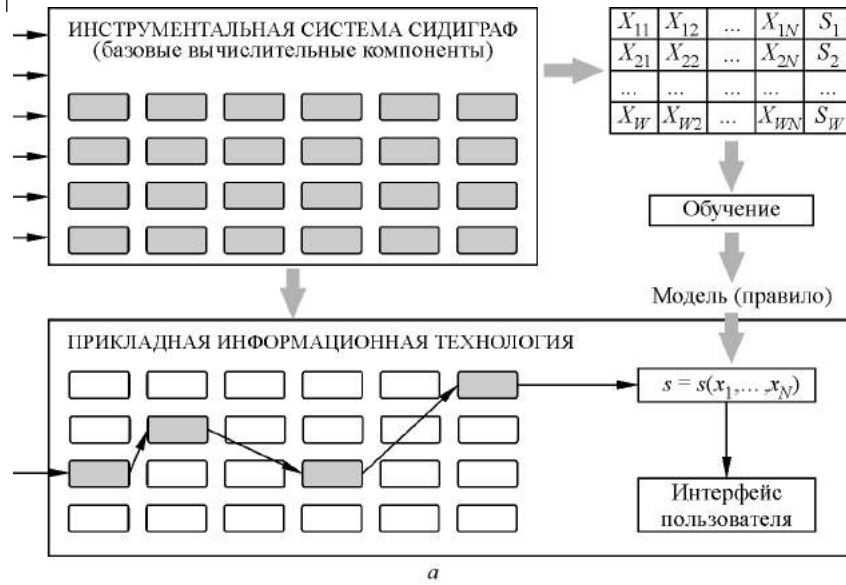 ИНСТРУМЕНТАЛЬНАЯ СИСТЕМА СИДИГРАФ
(базовые вычислительные компоненты)
X11 X12 ... X1N S1
X21 X22 ... X2N S2
... ... ... ... ...
XW XW2 ... XWN SW
Обучение
Модель (правило)
ПРИКЛАДНАЯ ИНФОРМАЦИОННАЯ ТЕХНОЛОГИЯ
s = s(x1,... ,xN)
Интерфейс
пользователя
а